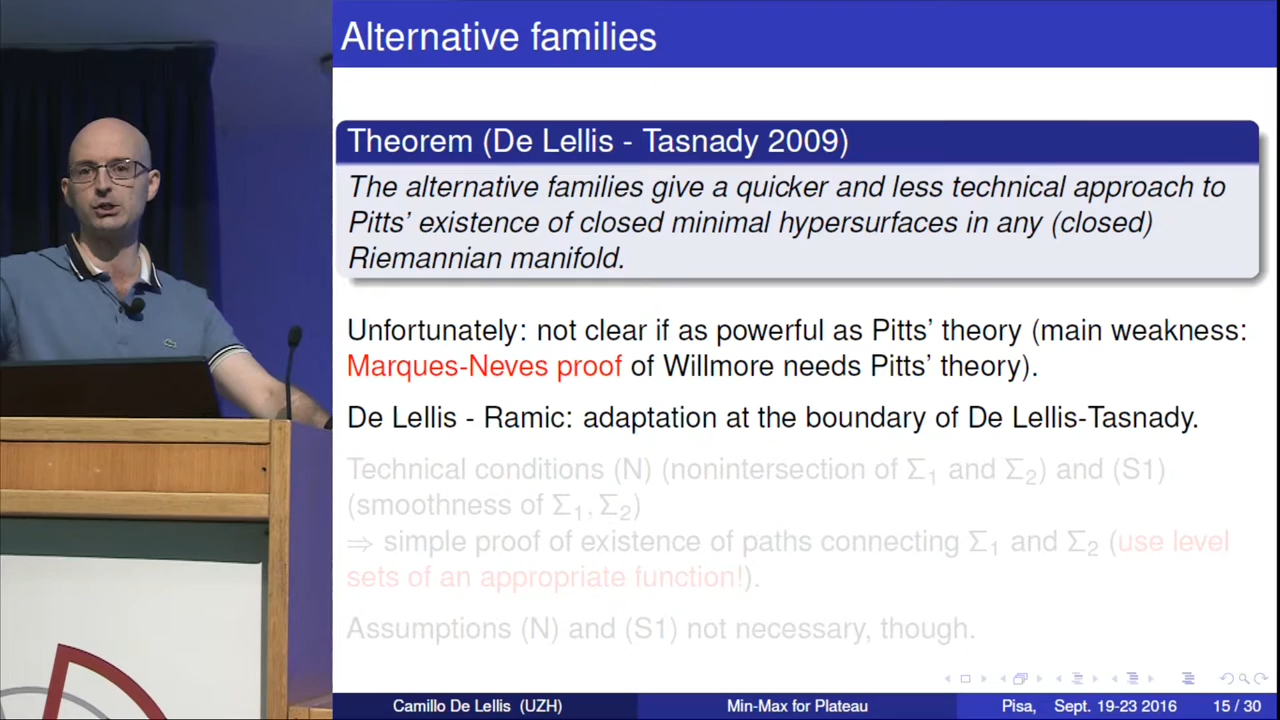 Alternative families
Theorem (De Lellis - Tasnady 2009)
The alternative families give a quicker and less technical approach to
Pitts' existence of closed minimal hypersurfaces in any (closed)
Riemannian manifold.
Unfortunately: not clear if as powerful as Pitts' theory (main weakness:
Marques-Neves proof of Willmore needs Pitts' theory).
De Lellis - Ramic: adaptation at the boundary of De Lellis-Tasnady.
Technical conditions (N) (nonintersection of Σ₁ and Σ₂) and (S1)
(smoothness of Σ₁, Σ₂)
⇒ simple proof of existence of paths connecting Σ₁ and Σ₂ (use level
sets of an appropriate function!).
Assumptions (N) and (S1) not necessary, though.
Camillo De Lellis (UZH) Min-Max for Plateau Pisa, Sept. 19-23 2016 15 / 30